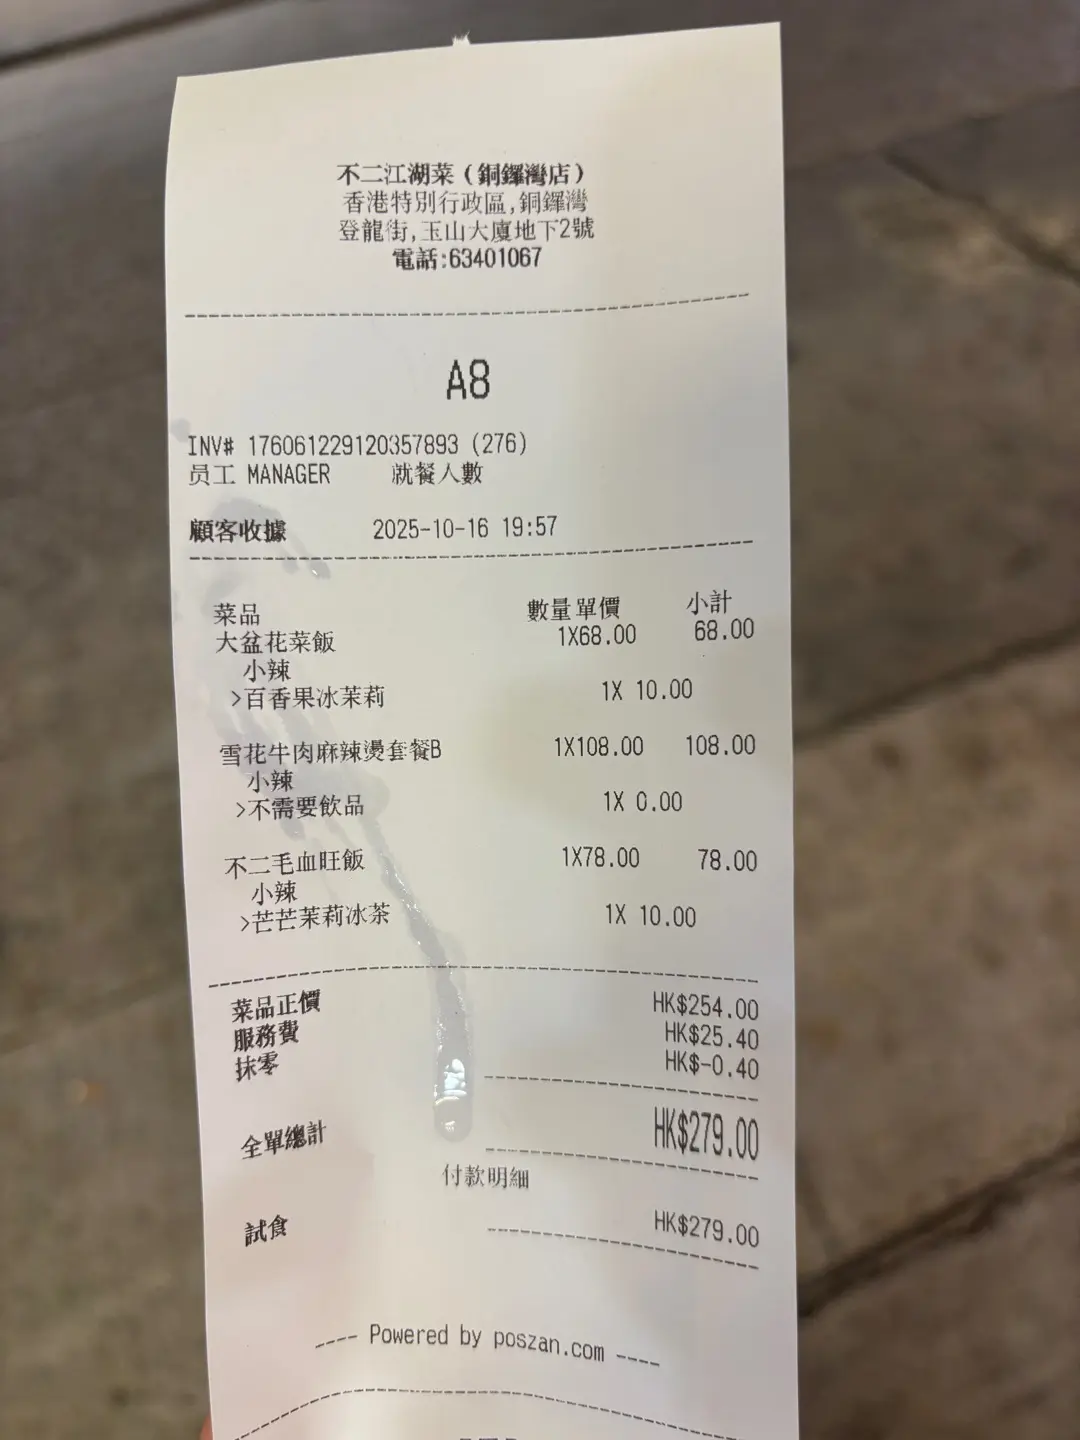 不二江湖菜(銅鑼灣店)
香港特別行政區,銅鑼灣
登龍街,玉山大廈地下2號
電話:63401067
A8
INV# 176061229120357893 (276)
员工 MANAGER 就餐人數
顧客收據 2025-10-16 19:57
菜品 數量單價 小計
大盆花菜飯 1X68.00 68.00
小辣
>百香果冰茉莉 1X 10.00
雪花牛肉麻辣燙套餐B 1X108.00 108.00
小辣
>不需要飲品 1X 0.00
不二毛血旺飯 1X78.00 78.00
小辣
>芒芒茉莉冰茶 1X 10.00
菜品正價 HK$254.00
服務費 HK$25.40
抹零 HK$-0.40
全單總計 HK$279.00
付款明細
試食 HK$279.00
---- Powered by poszan.com ----